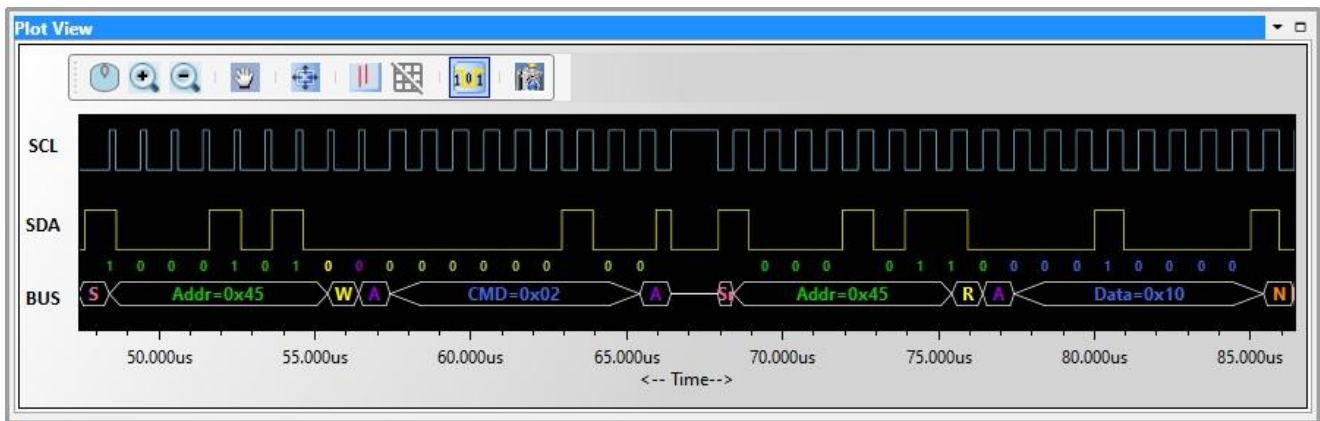 Plot View
1 0 1
SCL
SDA
1 0 0 0 1 0 1 0 0 0 0 0 0 0 0 0 0 0 0 0 0 1 1 0 0 0 0 1 0 0 0 0
BUS S Addr=0x45 W A CMD=0x02 A Sr Addr=0x45 R A Data=0x10 N
50.000us 55.000us 60.000us 65.000us 70.000us 75.000us 80.000us 85.000us
<-- Time-->